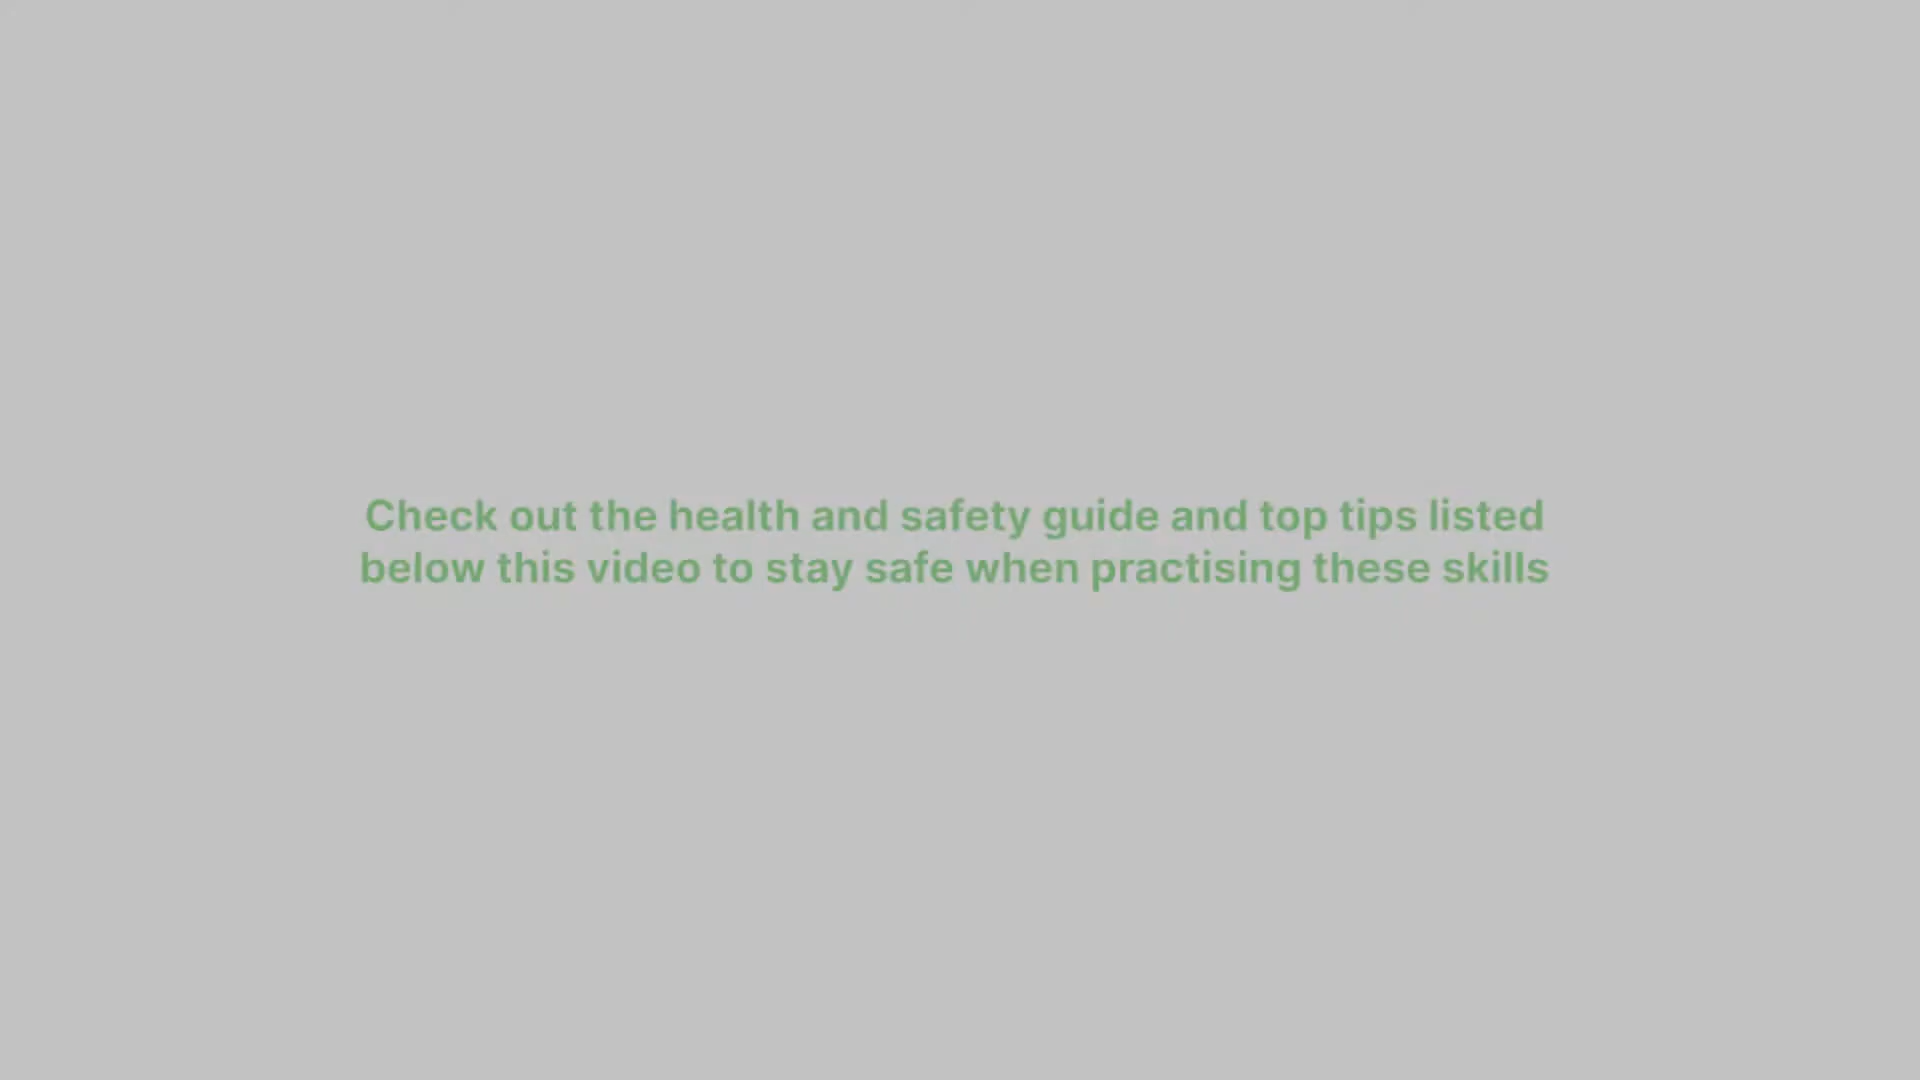 Check out the health and safety guide and top tips listed
below this video to stay safe when practising these skills